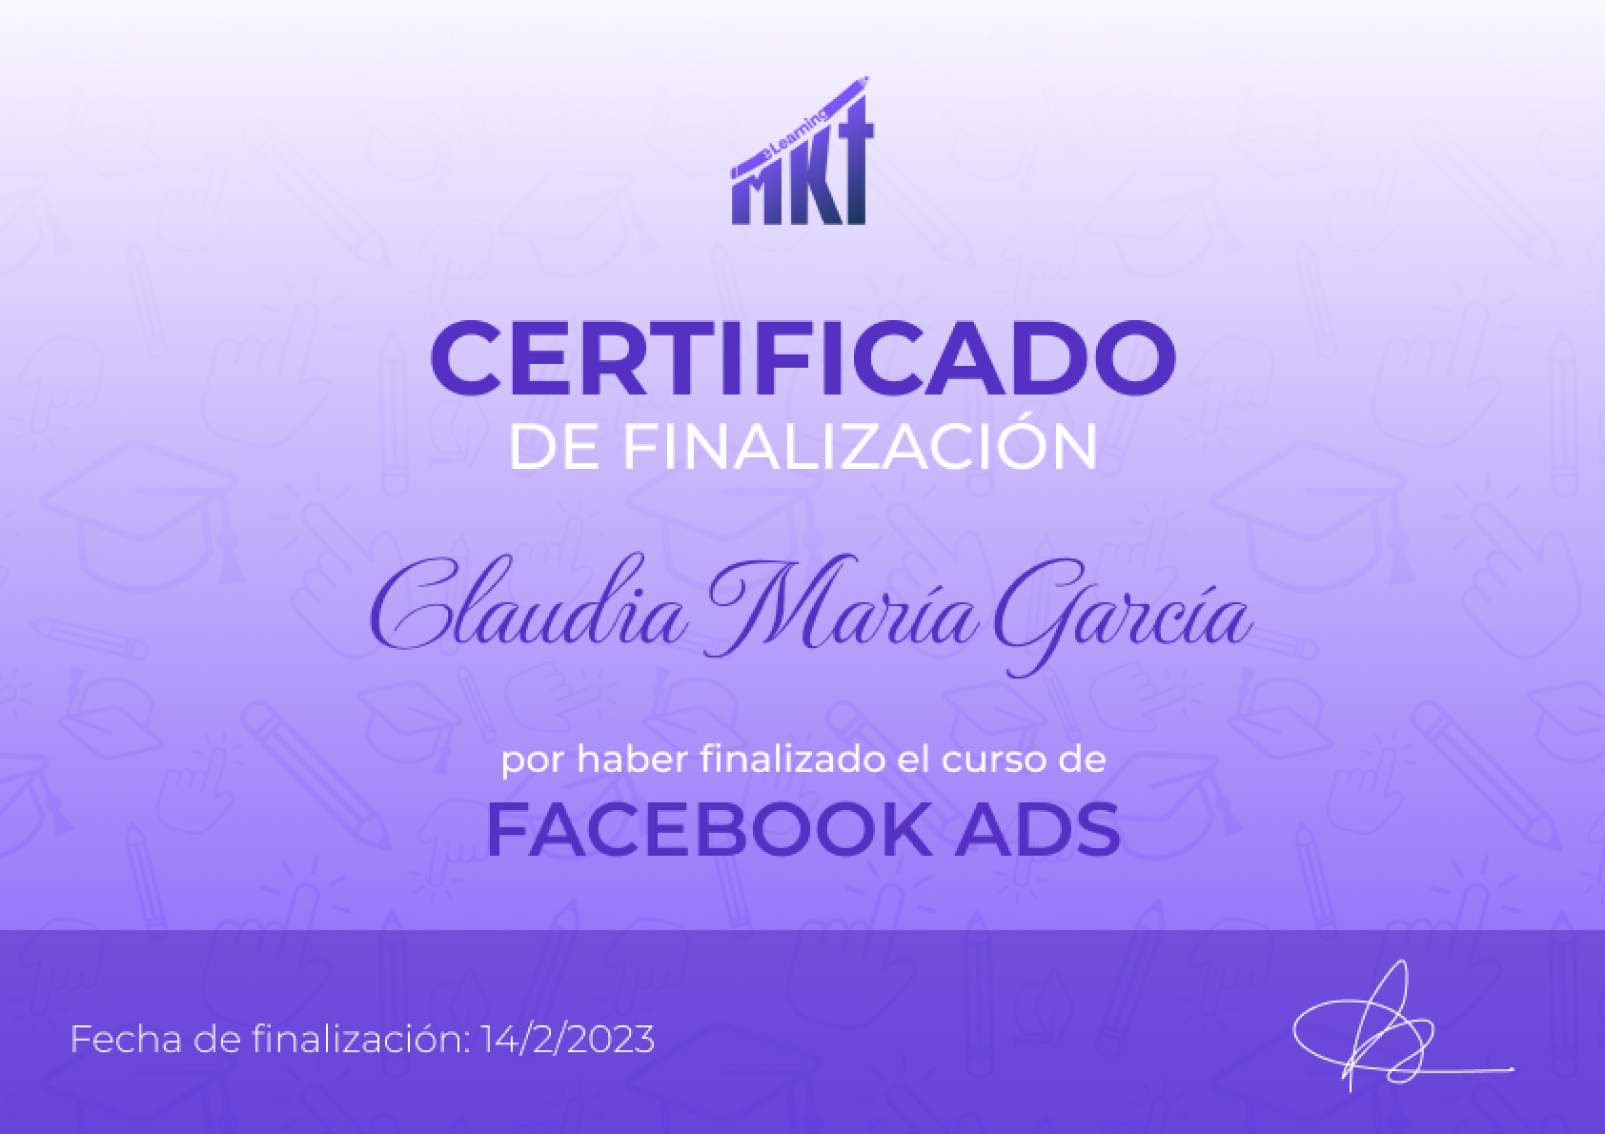 eLearning
MKt
CERTIFICADO
DE FINALIZACIÓN
Claudia María García
por haber finalizado el curso de
FACEBOOK ADS
Fecha de finalización: 14/2/2023